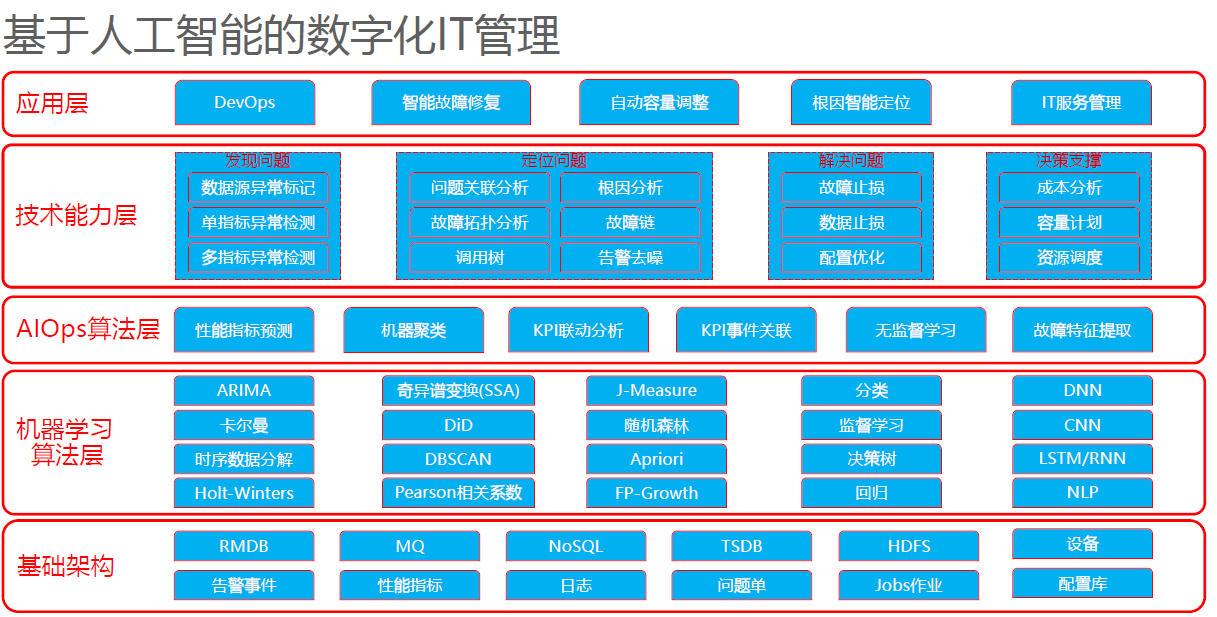 基于人工智能的数字化IT管理
应用层
DevOps
智能故障修复
自动容量调整
根因智能定位
IT服务管理
技术能力层
发现问题
数据源异常标记
单指标异常检测
多指标异常检测
定位问题
问题关联分析
根因分析
故障拓扑分析
故障链
调用树
告警去噪
解决问题
故障止损
数据止损
配置优化
决策支撑
成本分析
容量计划
资源调度
AIOps算法层
性能指标预测
机器聚类
KPI联动分析
KPI事件关联
无监督学习
故障特征提取
机器学习
算法层
ARIMA
奇异谱变换(SSA)
J-Measure
分类
DNN
卡尔曼
DiD
随机森林
监督学习
CNN
时序数据分解
DBSCAN
Apriori
决策树
LSTM/RNN
Holt-Winters
Pearson相关系数
FP-Growth
回归
NLP
基础架构
RMDB
MQ
NoSQL
TSDB
HDFS
设备
告警事件
性能指标
日志
问题单
Jobs作业
配置库